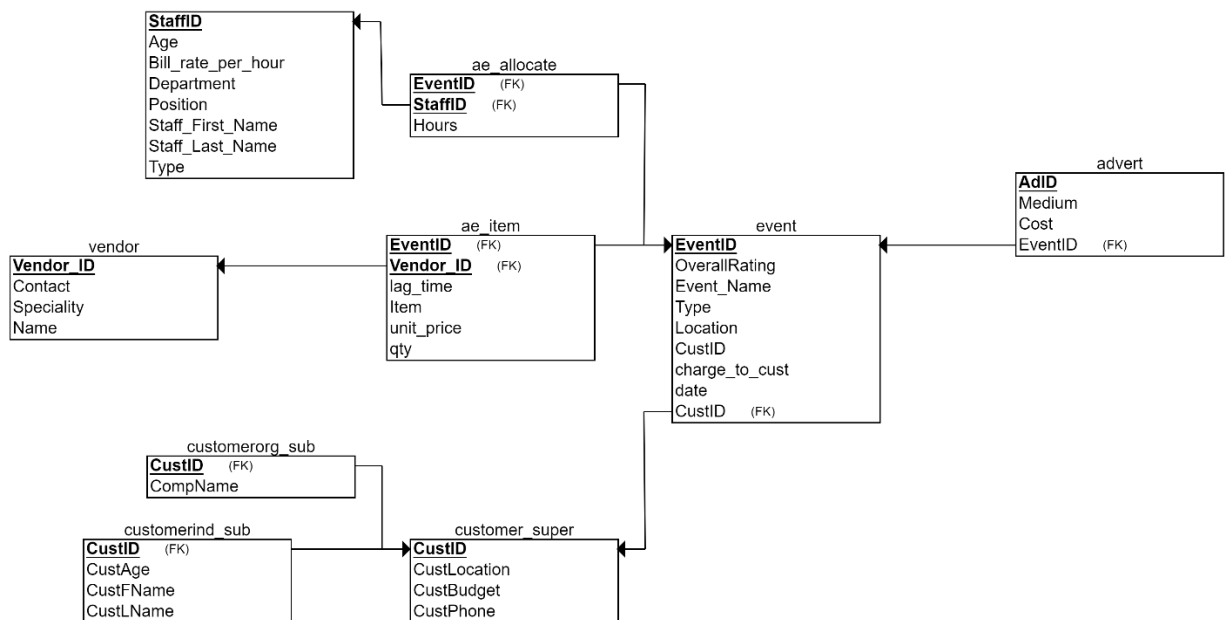 StaffID
Age
Bill_rate_per_hour
Department
Position
Staff_First_Name
Staff_Last_Name
Type
ae_allocate
EventID (FK)
StaffID (FK)
Hours
advert
AdID
Medium
Cost
EventID (FK)
vendor
Vendor_ID
Contact
Speciality
Name
ae_item
EventID (FK)
Vendor_ID (FK)
lag_time
Item
unit_price
qty
event
EventID
OverallRating
Event_Name
Type
Location
CustID
charge_to_cust
date
CustID (FK)
customerorg_sub
CustID (FK)
CompName
customerind_sub
CustID (FK)
CustAge
CustFName
CustLName
customer_super
CustID
CustLocation
CustBudget
CustPhone